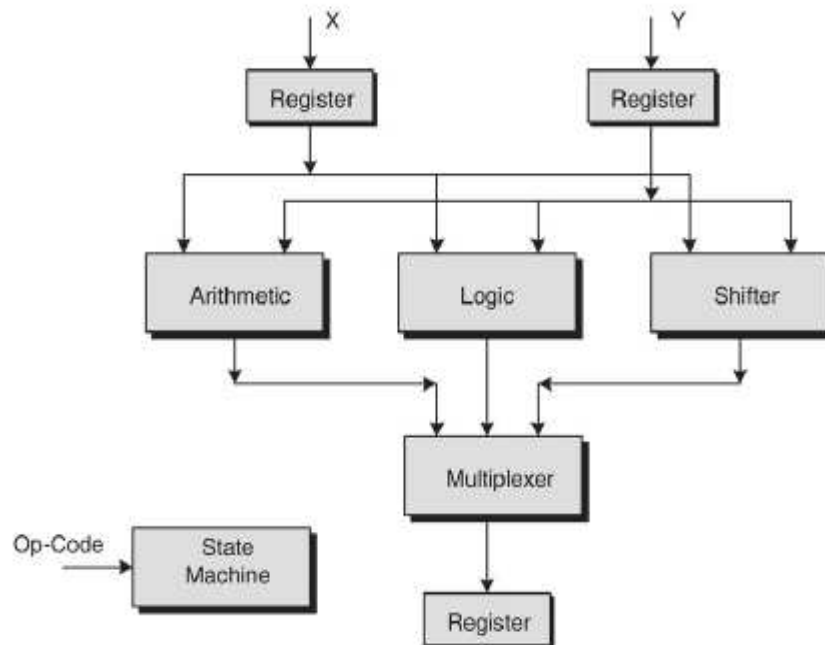 X
Y
Register
Register
Arithmetic
Logic
Shifter
Multiplexer
Op-Code
State
Machine
Register